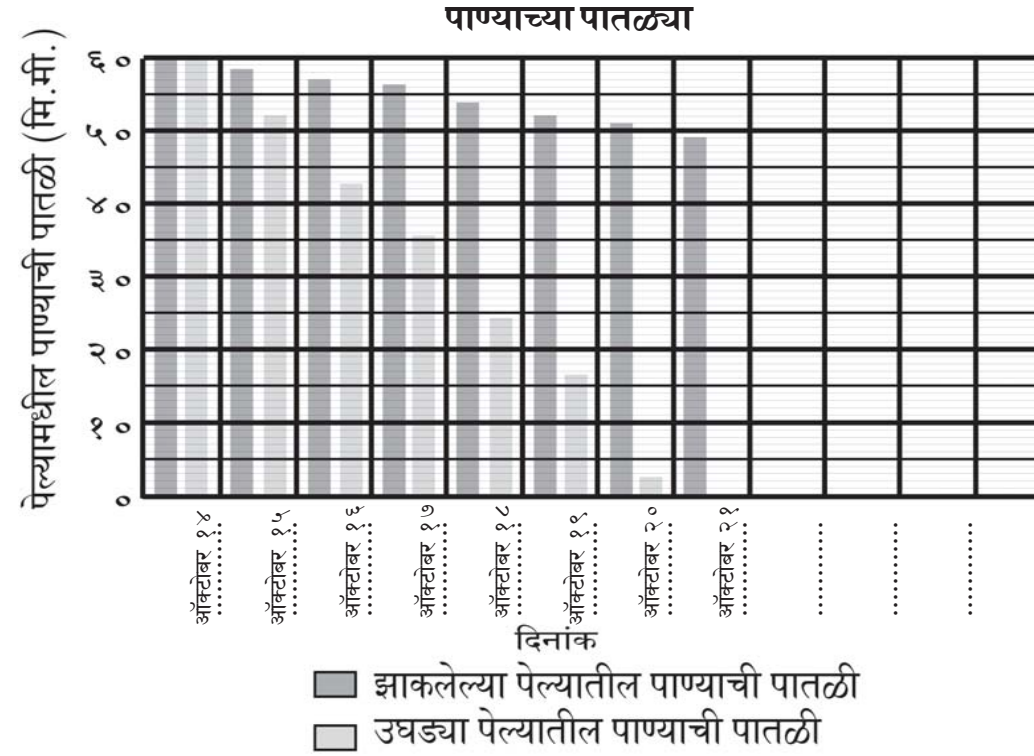 पाण्याच्या पातळ्या
पेल्यामधील पाण्याची पातळी (मि.मी.)
६०
५०
४०
३०
२०
१०
०
ऑक्टोबर १४
ऑक्टोबर १५
ऑक्टोबर १६
ऑक्टोबर १७
ऑक्टोबर १८
ऑक्टोबर १९
ऑक्टोबर २०
ऑक्टोबर २१
दिनांक
झाकलेल्या पेल्यातील पाण्याची पातळी
उघड्या पेल्यातील पाण्याची पातळी